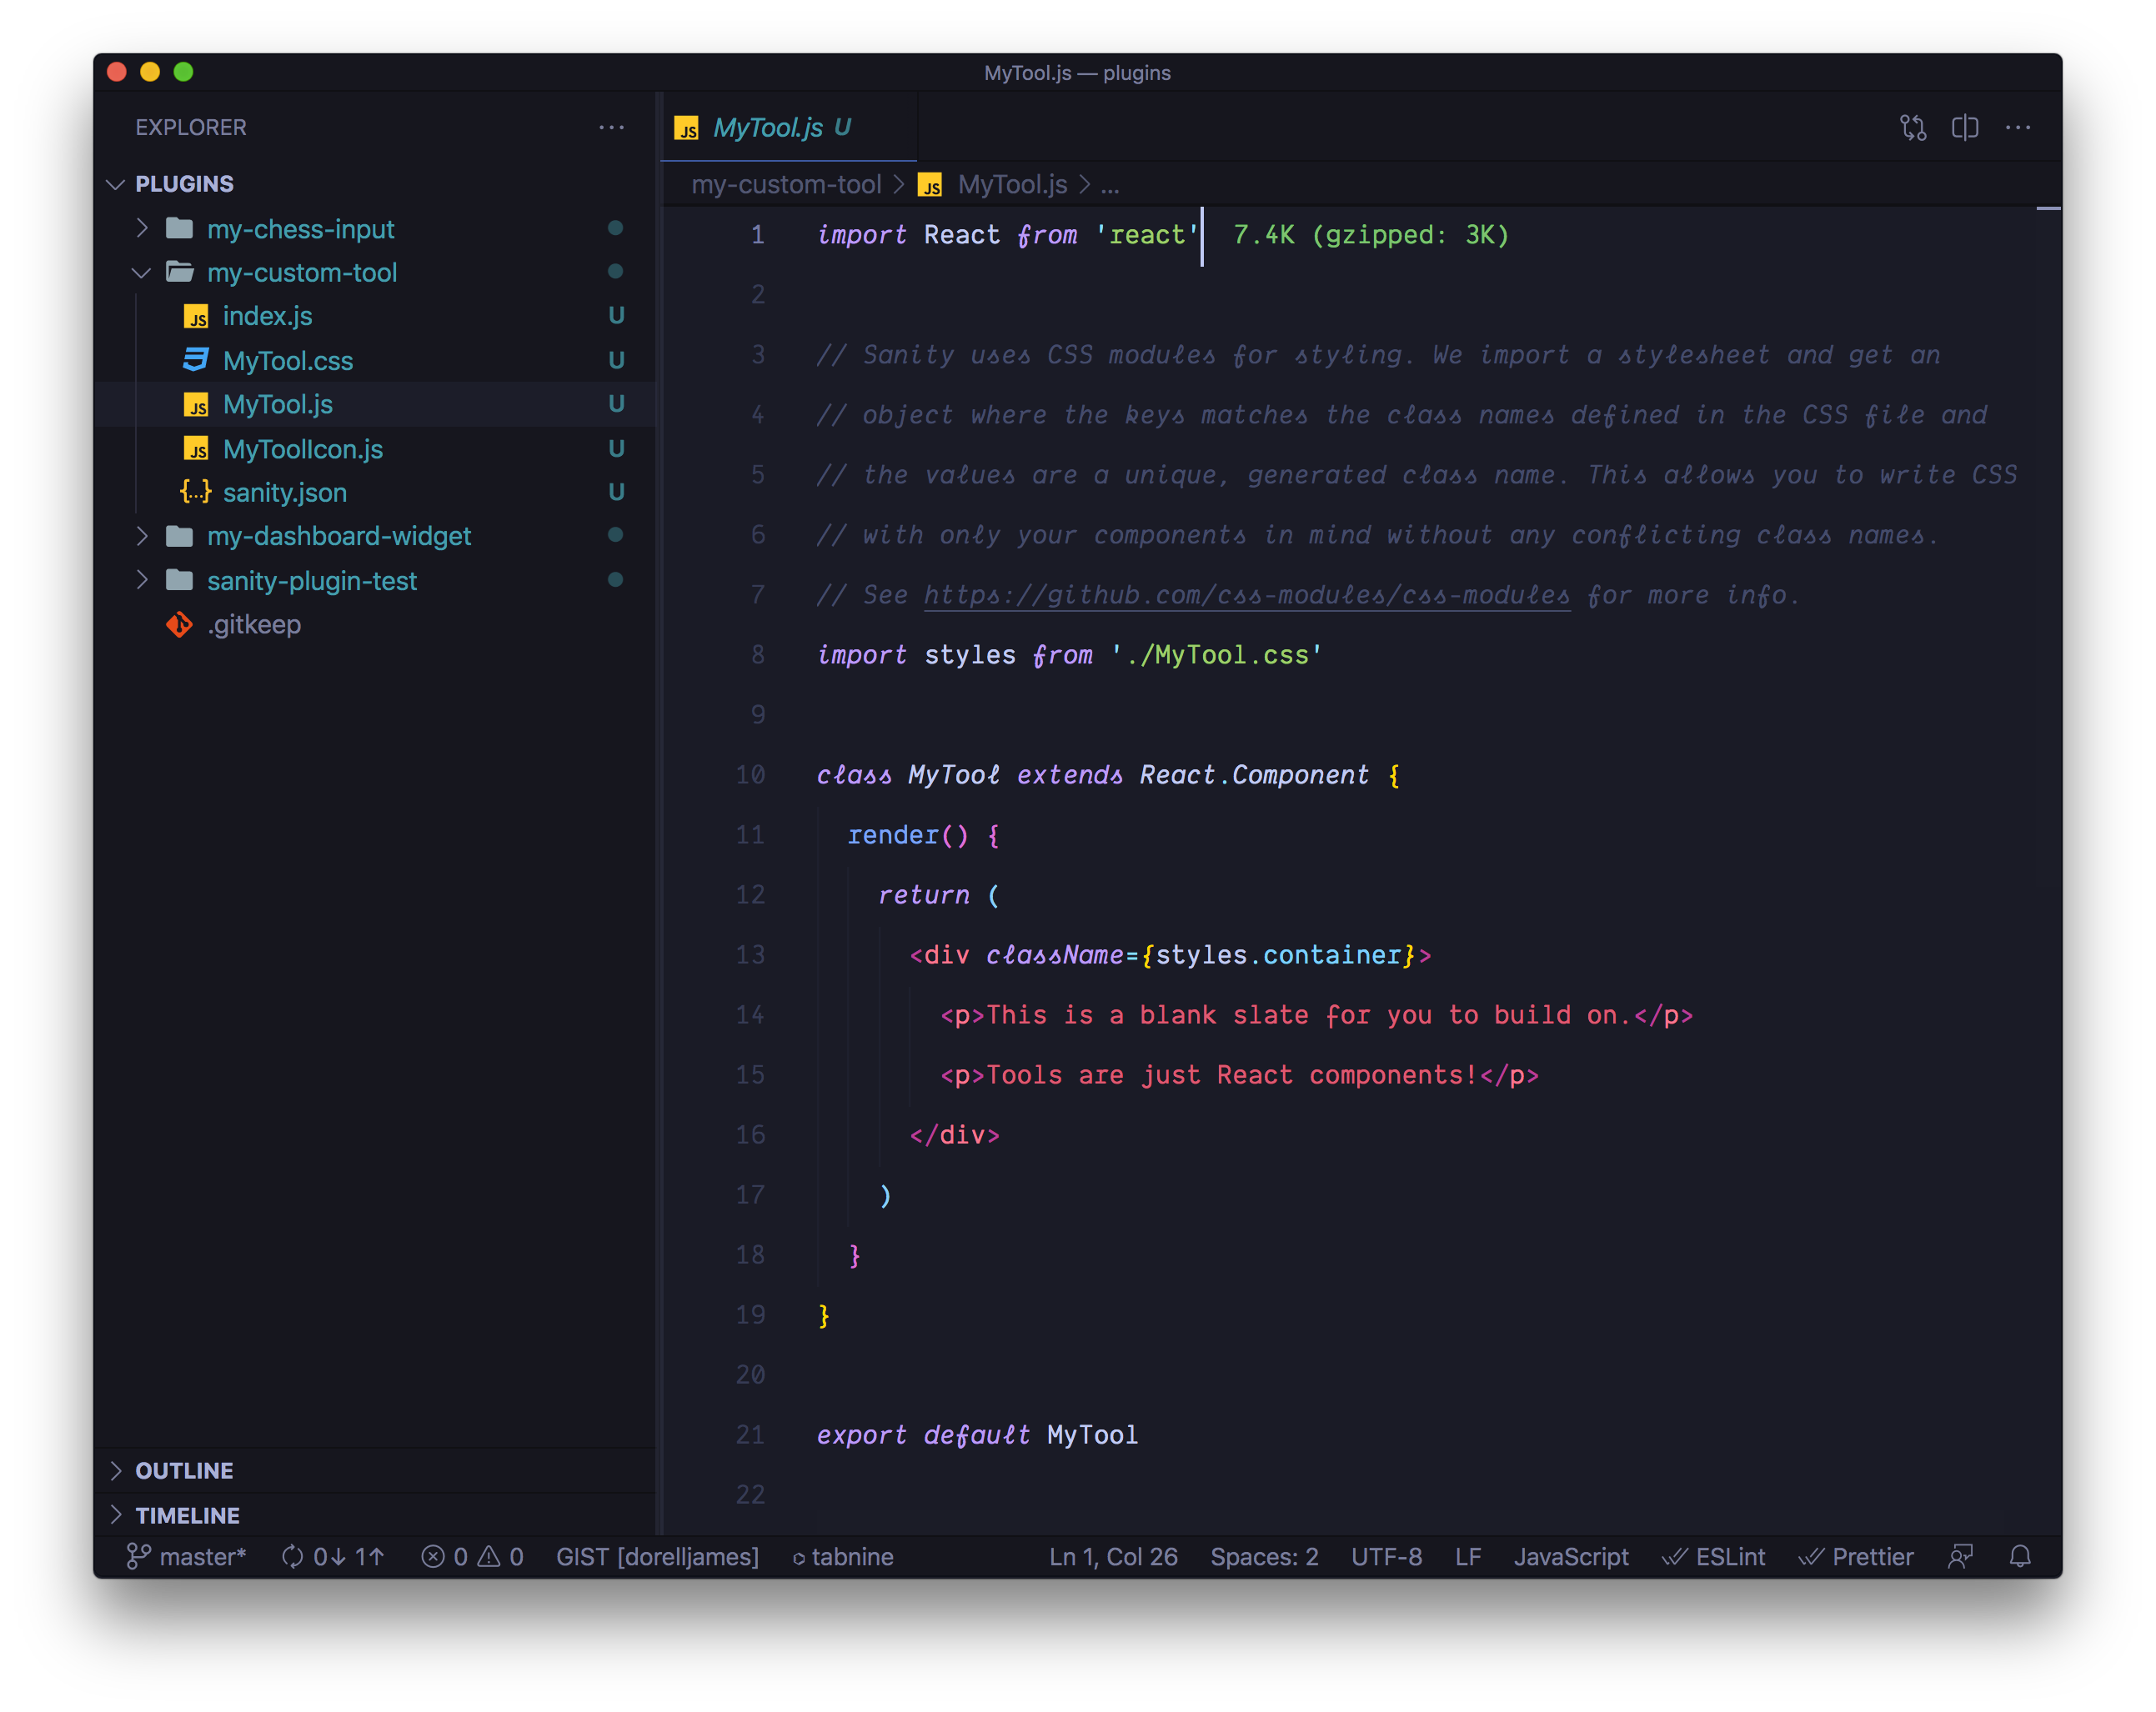 MyTool.js — plugins
EXPLORER
PLUGINS
my-chess-input
my-custom-tool
JS index.js U
MyTool.css U
JS MyTool.js U
JS MyToolIcon.js U
{...} sanity.json U
my-dashboard-widget
sanity-plugin-test
.gitkeep
OUTLINE
TIMELINE
JS MyTool.js U
my-custom-tool > JS MyTool.js > ...
1 import React from 'react' 7.4K (gzipped: 3K)
2
3 // Sanity uses CSS modules for styling. We import a stylesheet and get an
4 // object where the keys matches the class names defined in the CSS file and
5 // the values are a unique, generated class name. This allows you to write CSS
6 // with only your components in mind without any conflicting class names.
7 // See https://github.com/css-modules/css-modules for more info.
8 import styles from './MyTool.css'
9
10 class MyTool extends React.Component {
11 render() {
12 return (
13 <div className={styles.container}>
14 <p>This is a blank slate for you to build on.</p>
15 <p>Tools are just React components!</p>
16 </div>
17 )
18 }
19 }
20
21 export default MyTool
22
master* 0↓ 1↑ 0 0 GIST [dorelljames] tabnine Ln 1, Col 26 Spaces: 2 UTF-8 LF JavaScript ESLint Prettier